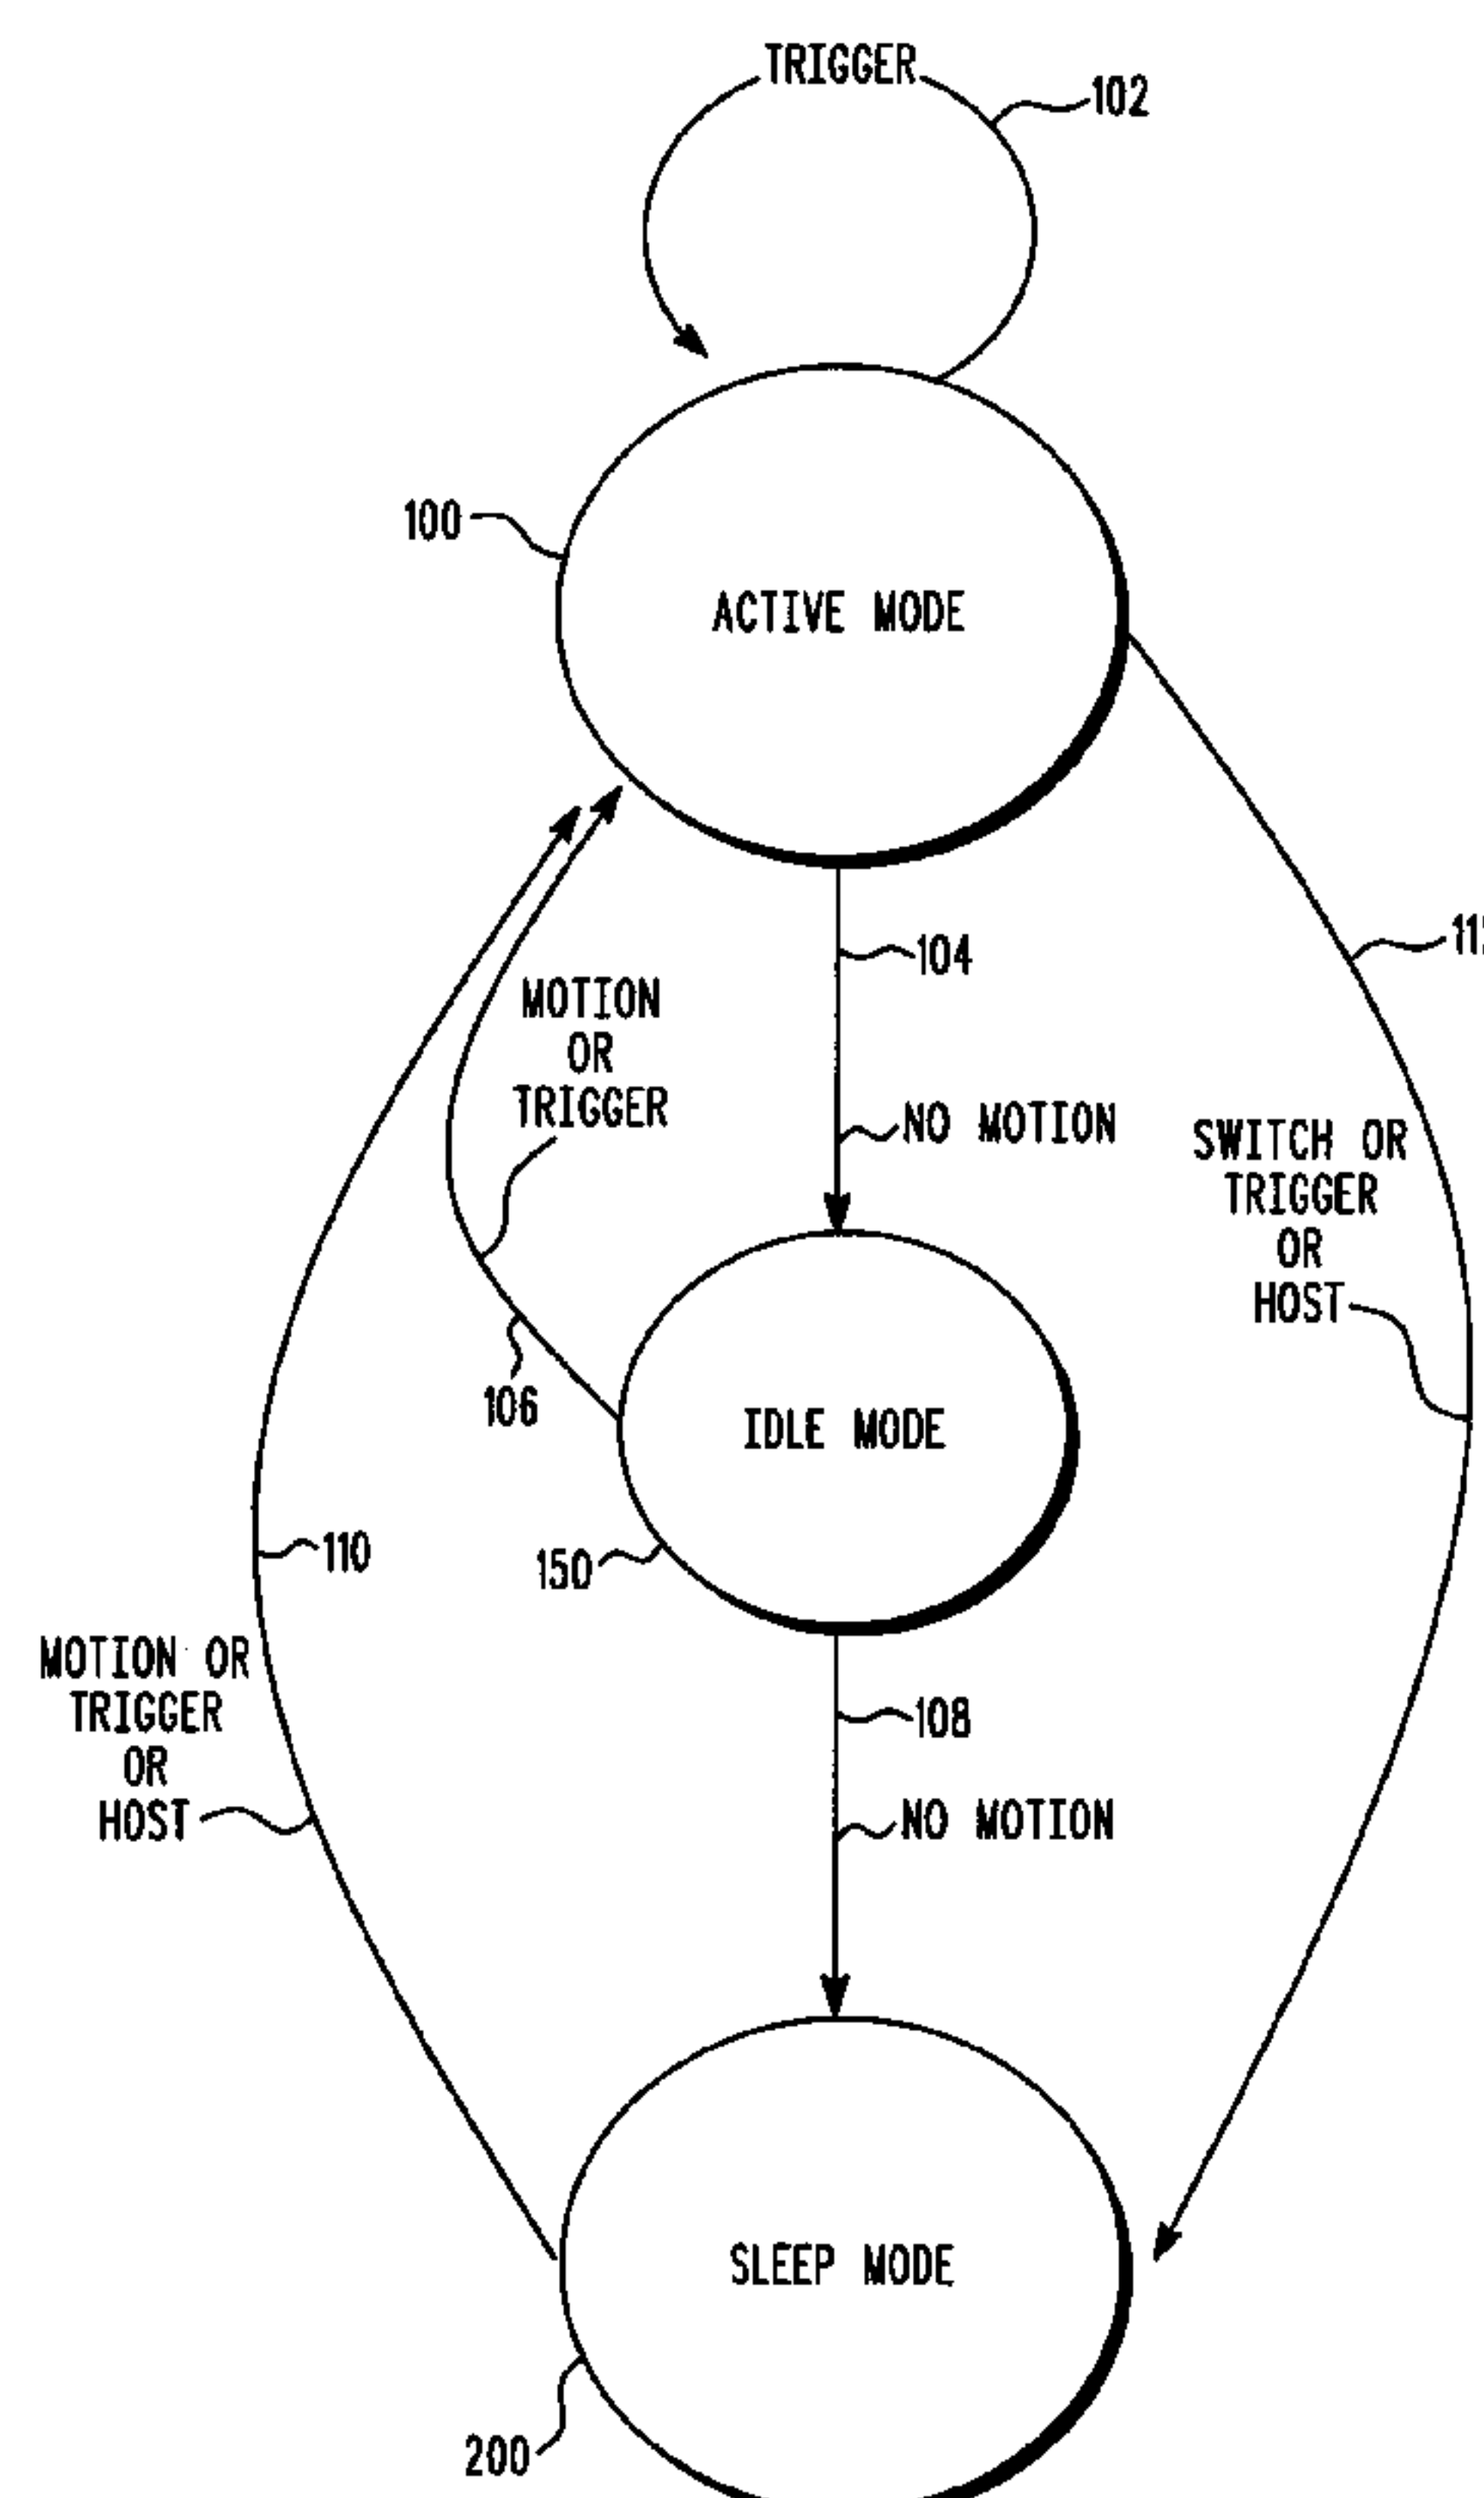 TRIGGER
102
100
ACTIVE MODE
104
MOTION
OR
TRIGGER
NO MOTION
SWITCH OR
TRIGGER
OR
HOST
106
IDLE MODE
110
150
MOTION OR
TRIGGER
OR
HOST
108
NO MOTION
SLEEP MODE
200